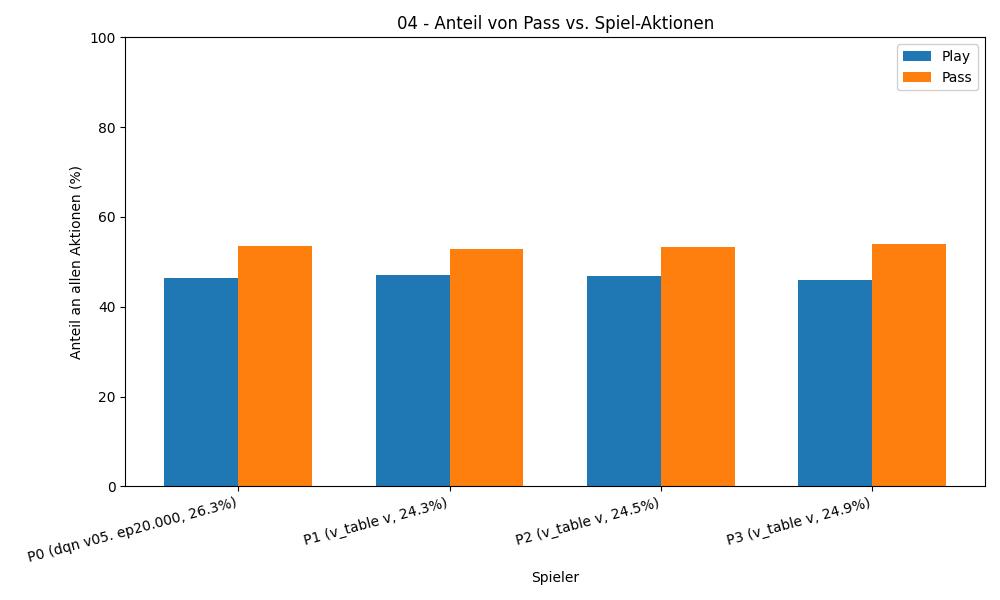 04 - Anteil von Pass vs. Spiel-Aktionen
100
80
60
40
20
0
Anteil an allen Aktionen (%)
Play
Pass
P0 (dqn v05. ep20.000, 26.3%)
P1 (v_table v, 24.3%)
P2 (v_table v, 24.5%)
P3 (v_table v, 24.9%)
Spieler